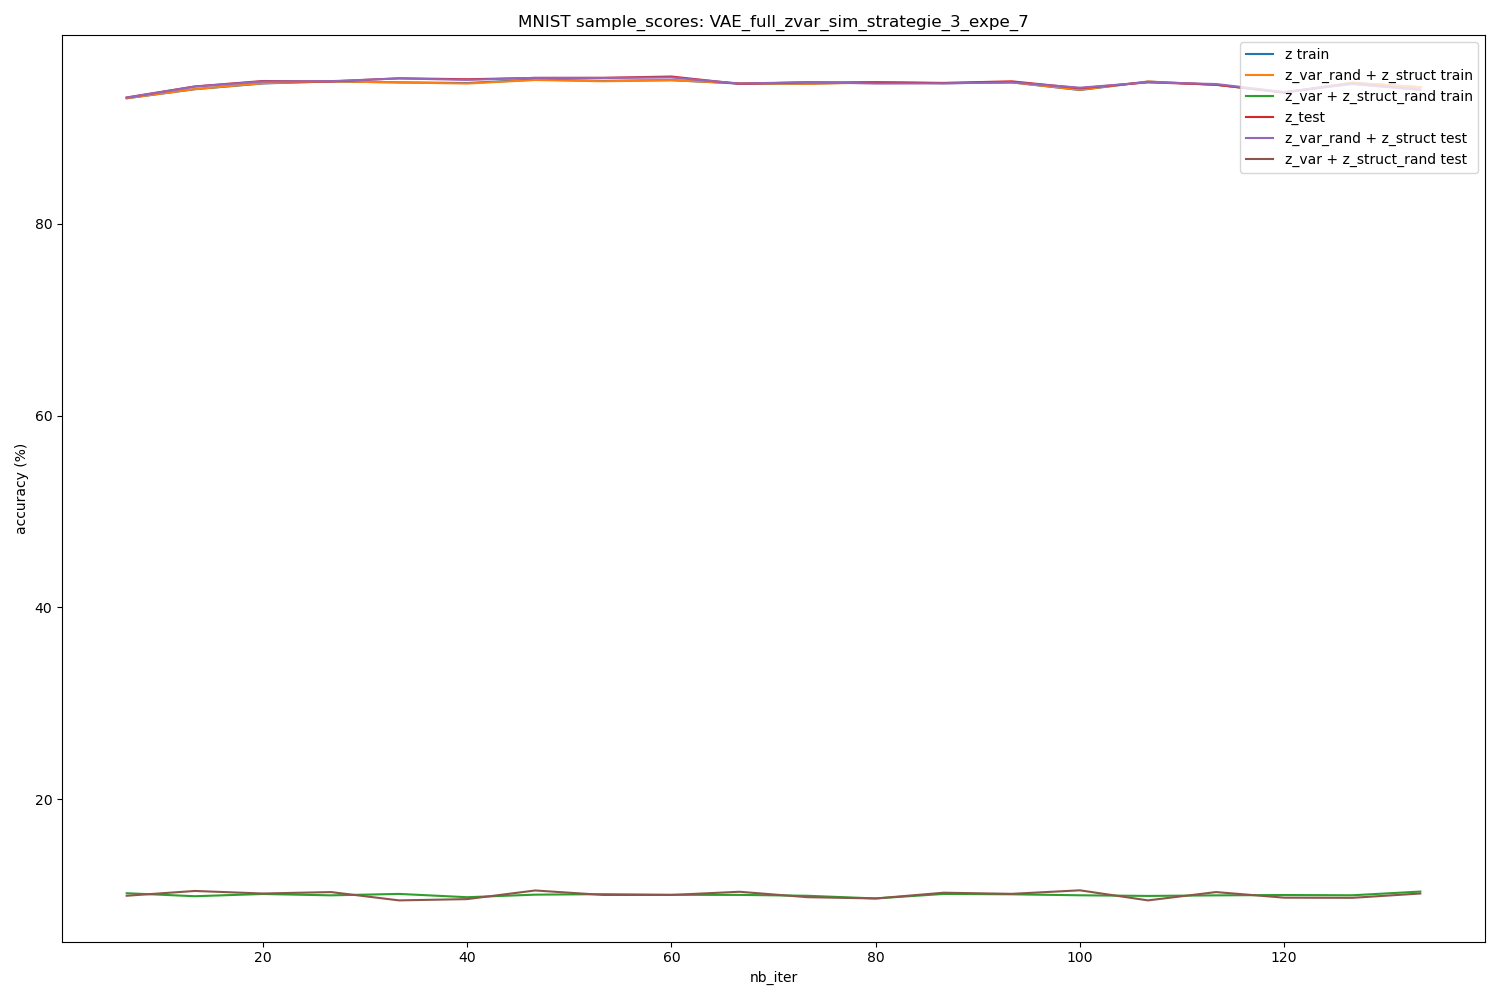 MNIST sample_scores: VAE_full_zvar_sim_strategie_3_expe_7
z train
z_var_rand + z_struct train
z_var + z_struct_rand train
z_test
z_var_rand + z_struct test
z_var + z_struct_rand test
accuracy (%)
80
60
40
20
20 40 60 80 100 120
nb_iter